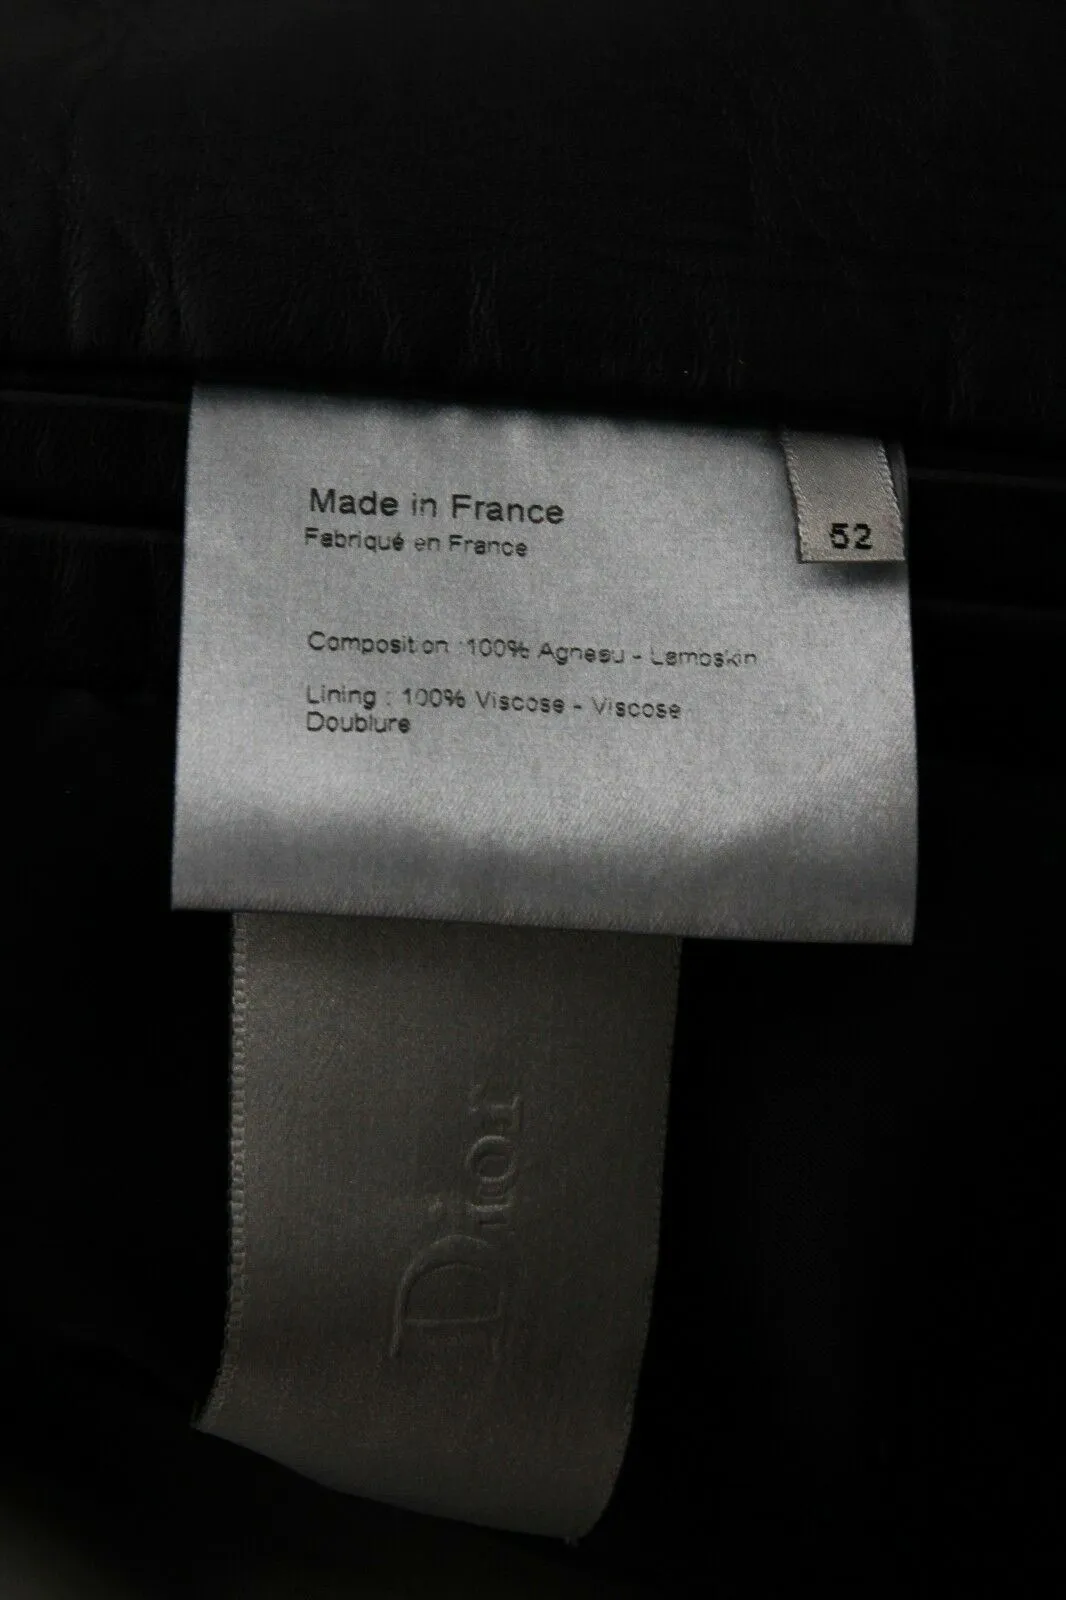 Made in France
Fabriqué en France
52
Composition :100% Agneau - Lambskin
Lining : 100% Viscose - Viscose
Doublure
Dior